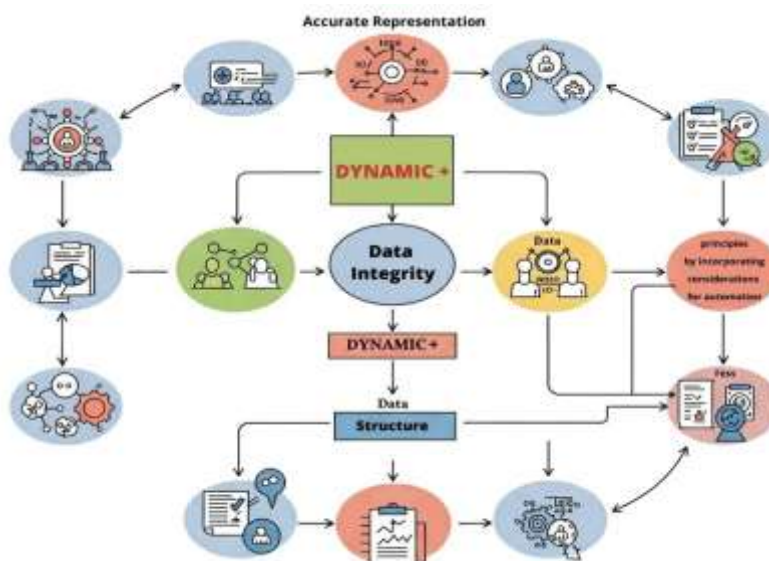 Accurate Representation
DYNAMIC +
Data
Integrity
Data
principles
by incorporating
considerations
for automation
DYNAMIC +
Data
Structure